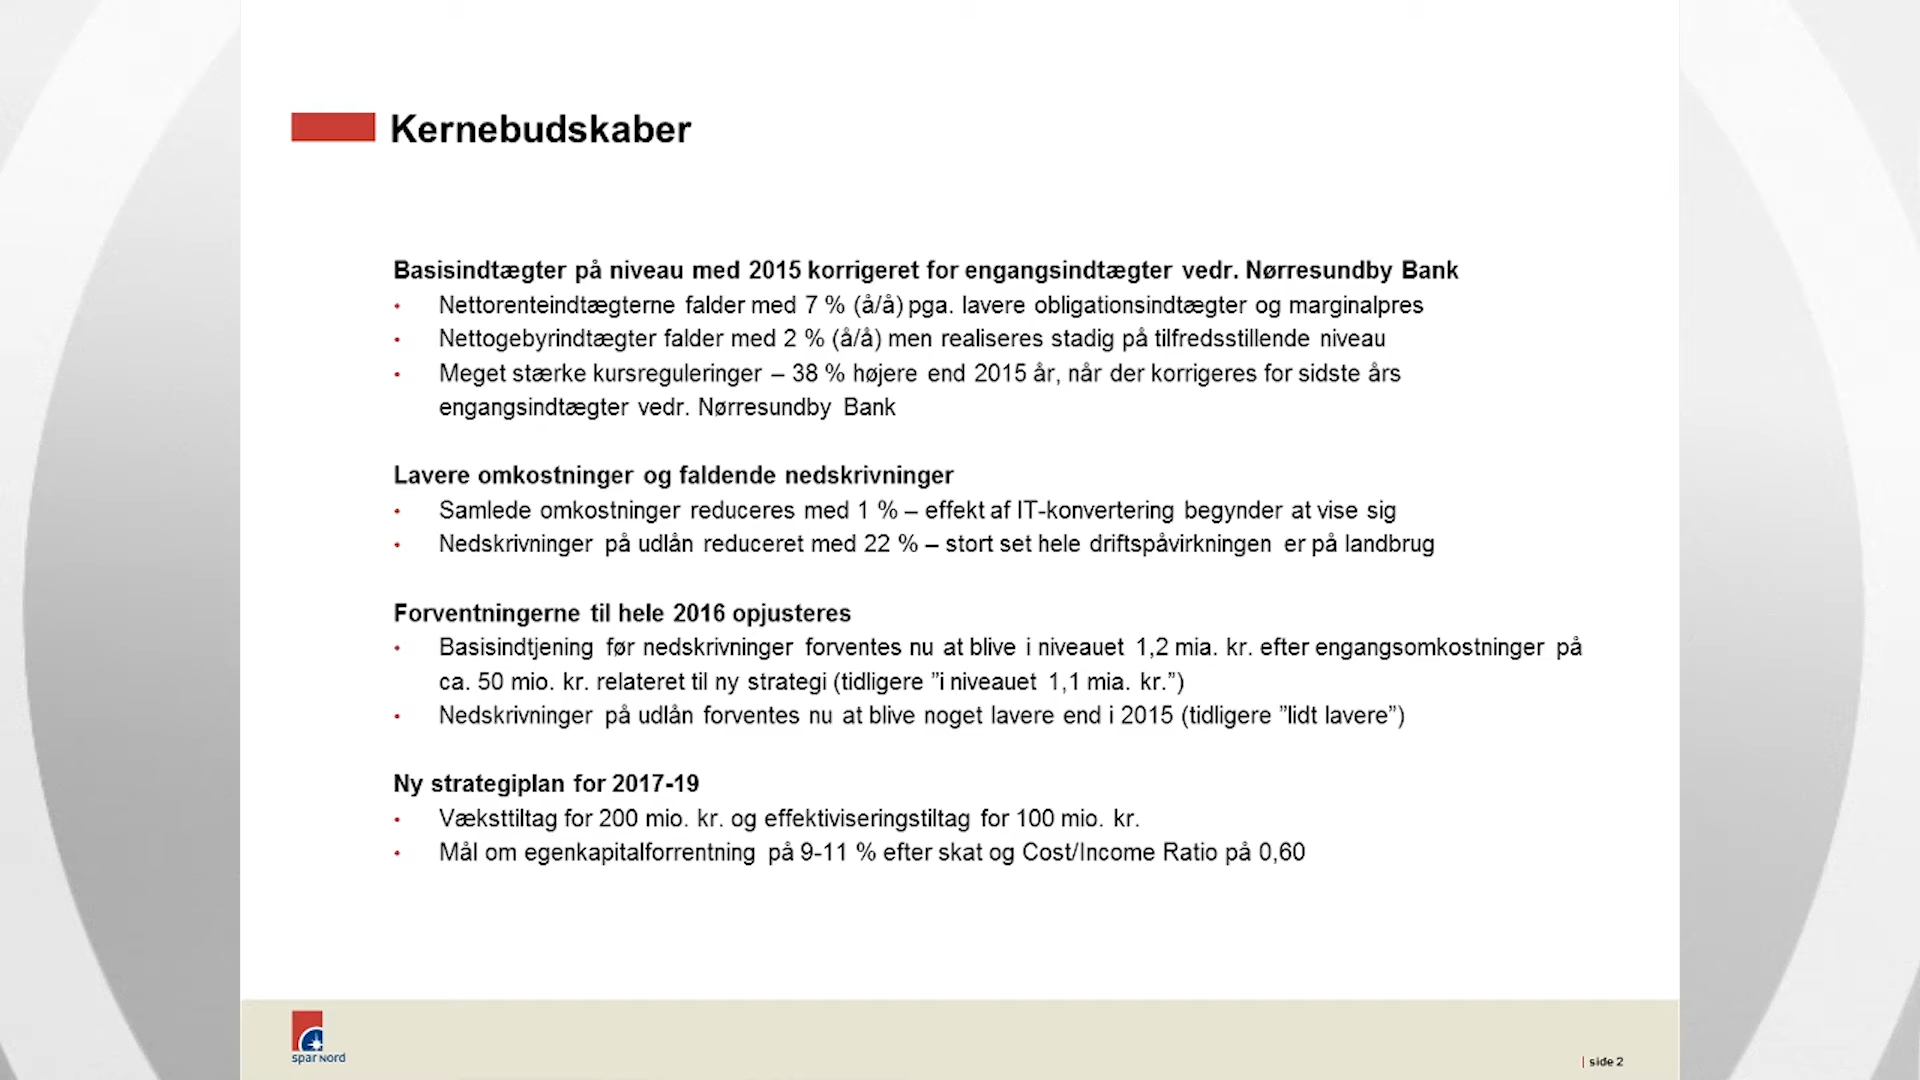 Kernebudskaber
Basisindtægter på niveau med 2015 korrigeret for engangsindtægter vedr. Nørresundby Bank
• Nettorenteindtægterne falder med 7 % (å/å) pga. lavere obligationsindtægter og marginalpres
• Nettogebyrindtægter falder med 2 % (å/å) men realiseres stadig på tilfredsstillende niveau
• Meget stærke kursreguleringer – 38 % højere end 2015 år, når der korrigeres for sidste års
engangsindtægter vedr. Nørresundby Bank
Lavere omkostninger og faldende nedskrivninger
• Samlede omkostninger reduceres med 1 % – effekt af IT-konvertering begynder at vise sig
• Nedskrivninger på udlån reduceret med 22 % – stort set hele driftspåvirkningen er på landbrug
Forventningerne til hele 2016 opjusteres
• Basisindtjening før nedskrivninger forventes nu at blive i niveauet 1,2 mia. kr. efter engangsomkostninger på
ca. 50 mio. kr. relateret til ny strategi (tidligere ”i niveauet 1,1 mia. kr.”)
• Nedskrivninger på udlån forventes nu at blive noget lavere end i 2015 (tidligere ”lidt lavere”)
Ny strategiplan for 2017-19
• Væksttiltag for 200 mio. kr. og effektiviseringstiltag for 100 mio. kr.
• Mål om egenkapitalforrentning på 9-11 % efter skat og Cost/Income Ratio på 0,60
spar nord
| side 2